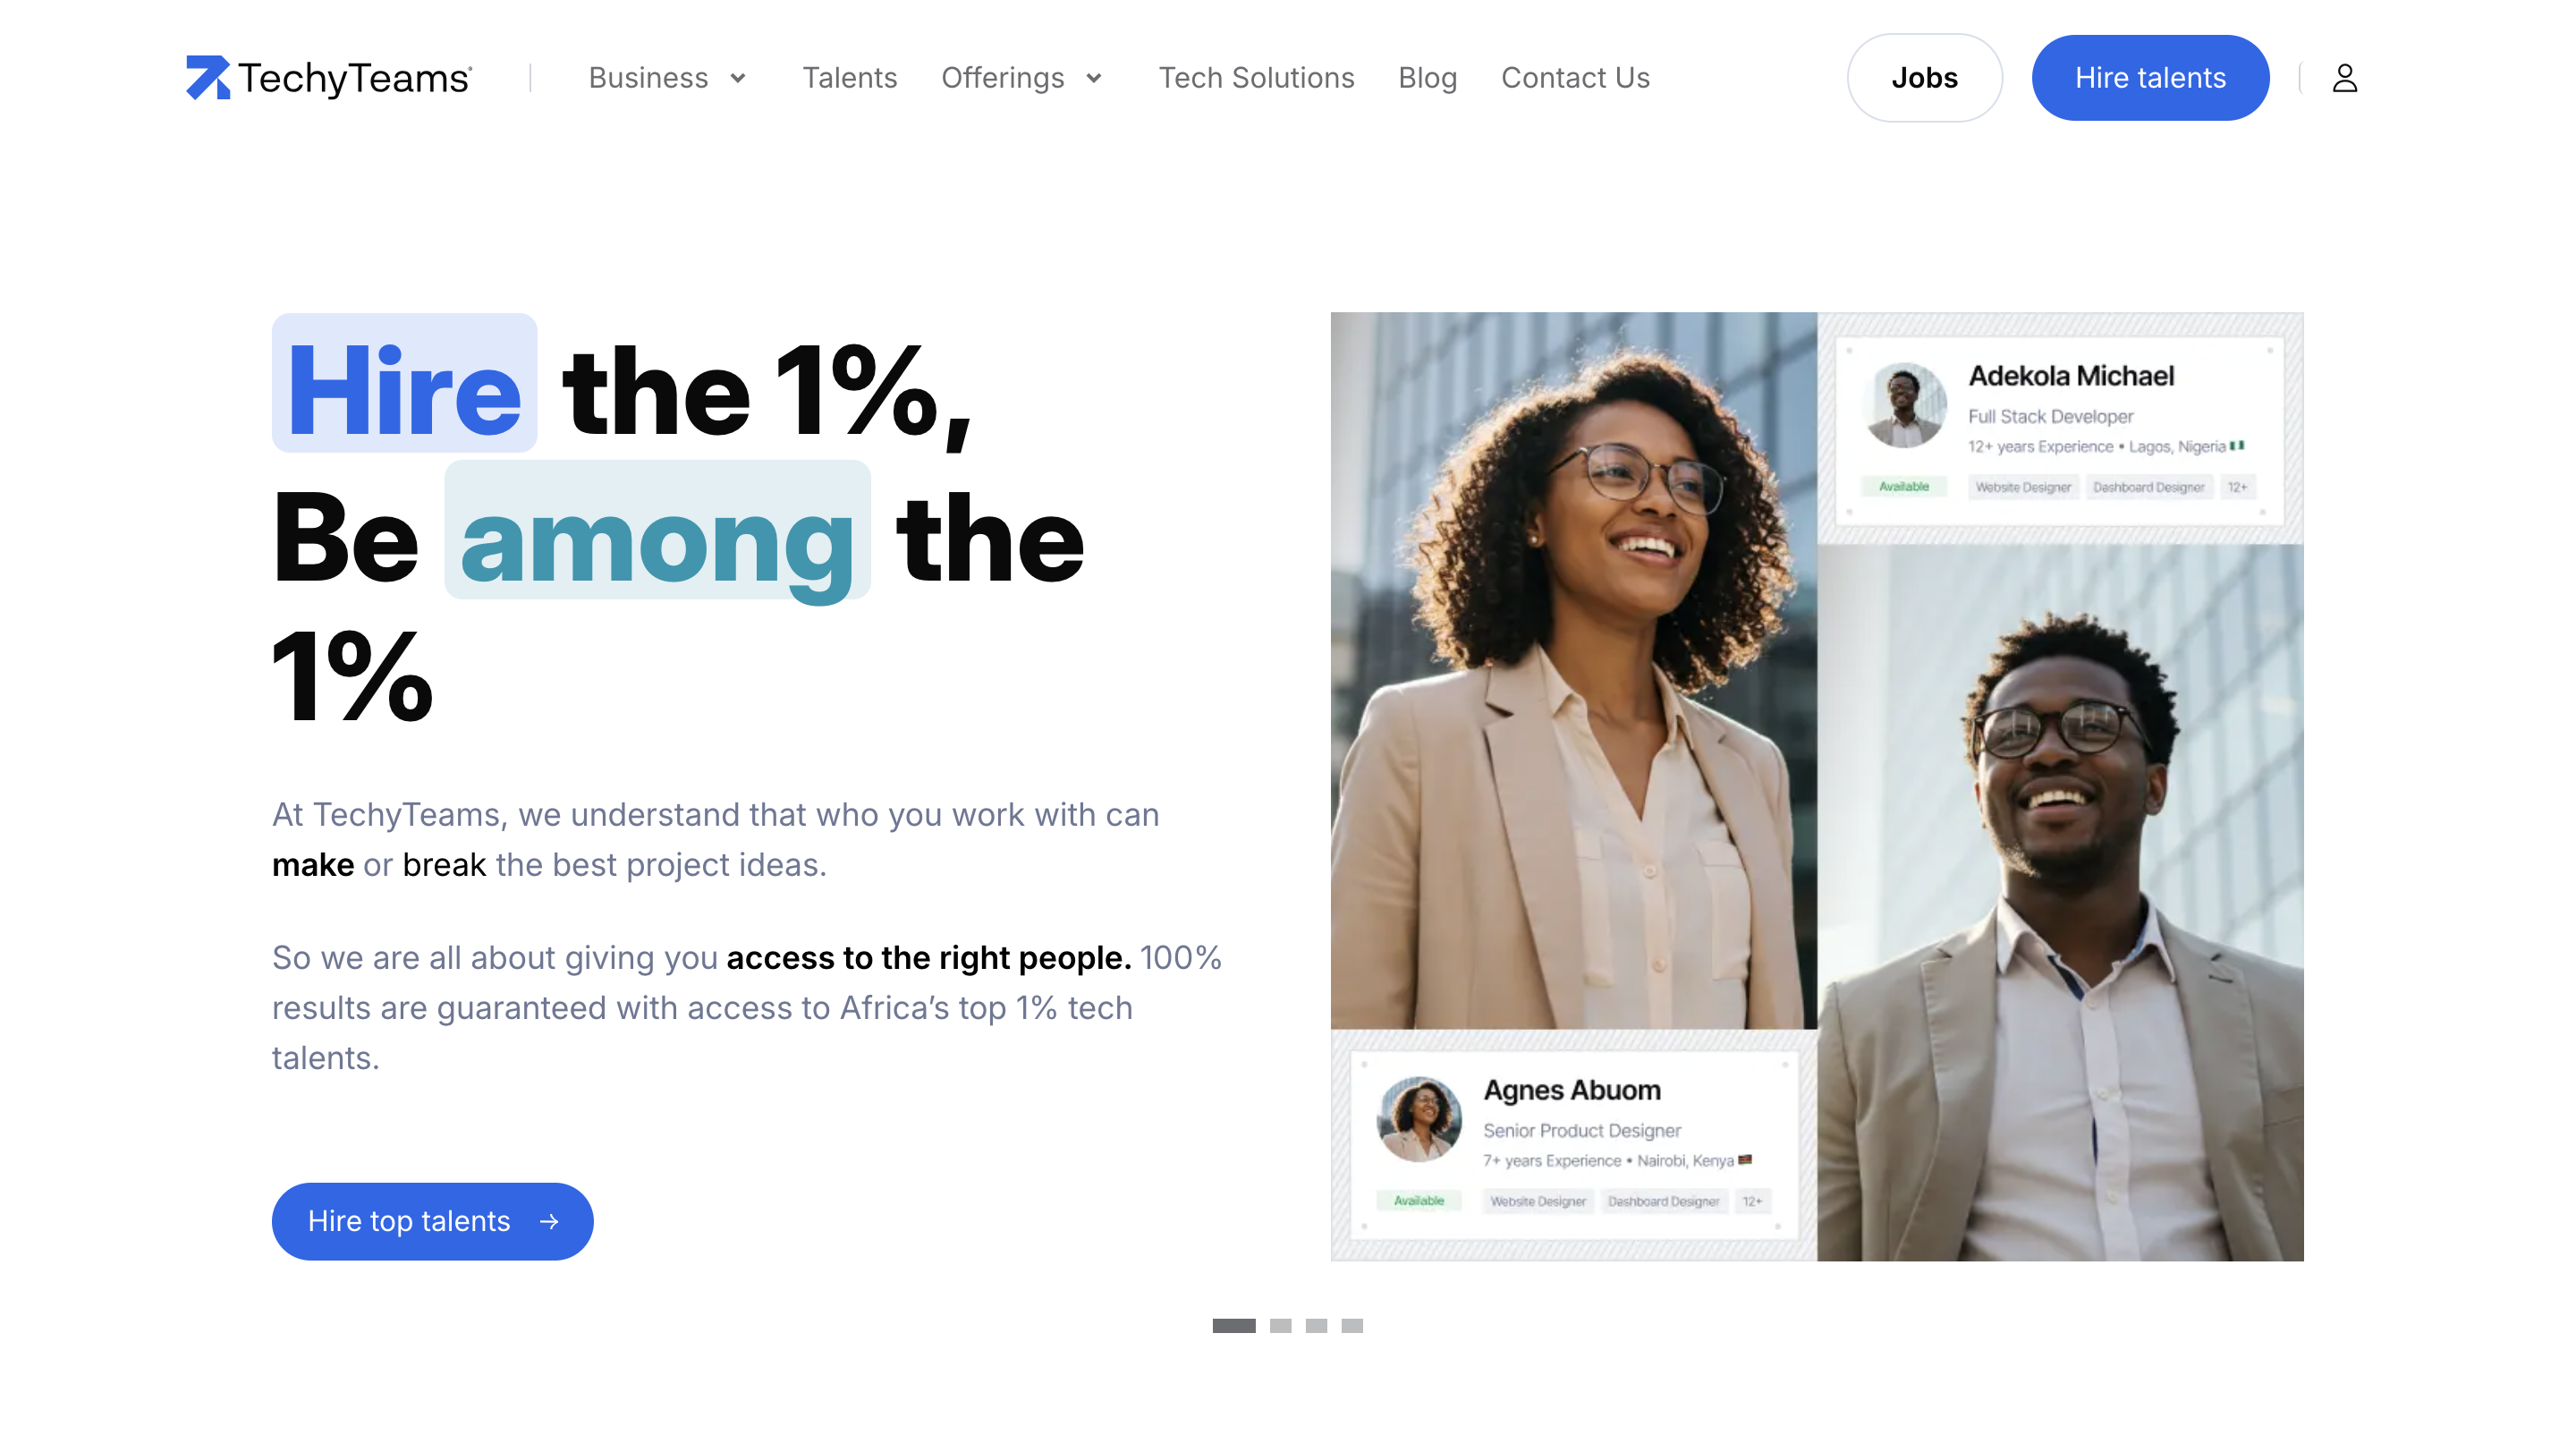 TechyTeams
Business
Talents
Offerings
Tech Solutions
Blog
Contact Us
Jobs
Hire talents
Hire the 1%,
Be among the
1%
At TechyTeams, we understand that who you work with can
make or break the best project ideas.
So we are all about giving you access to the right people. 100%
results are guaranteed with access to Africa’s top 1% tech
talents.
Hire top talents
Adekola Michael
Full Stack Developer
12+ years Experience • Lagos, Nigeria
Available
Website Designer
Dashboard Designer
12+
Agnes Abuom
Senior Product Designer
7+ years Experience • Nairobi, Kenya
Available
Website Designer
Dashboard Designer
12+